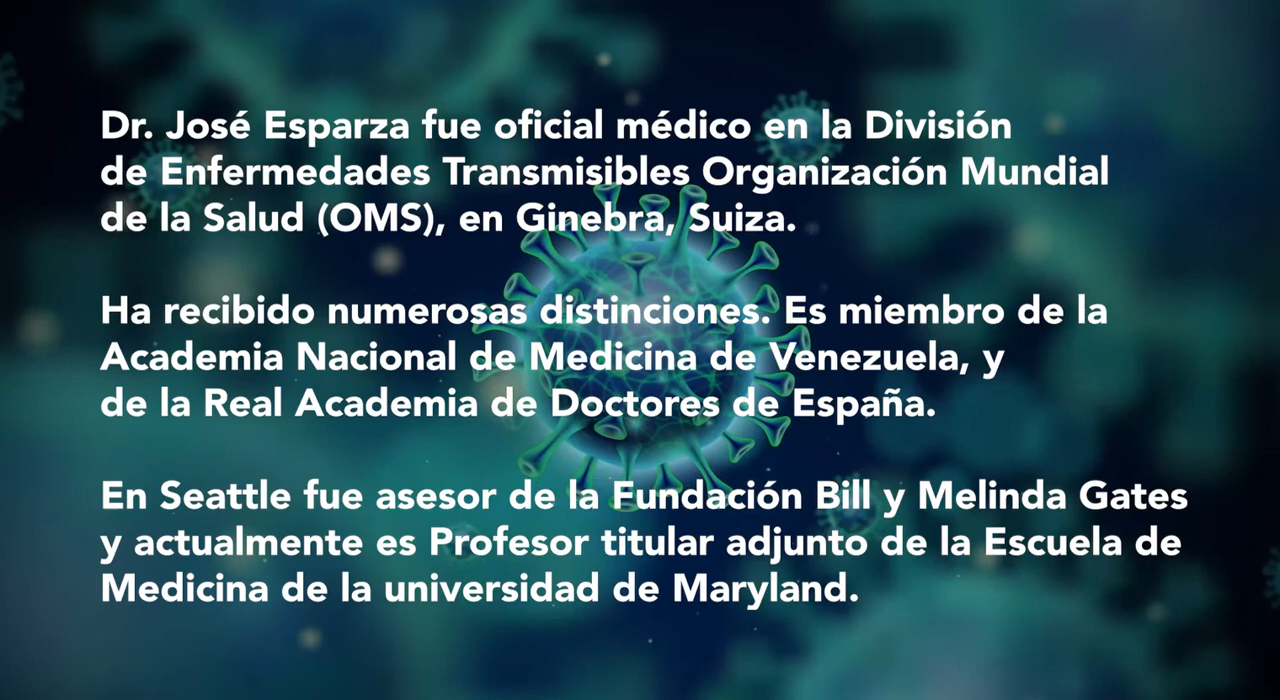 Dr. José Esparza fue oficial médico en la División
de Enfermedades Transmisibles Organización Mundial
de la Salud (OMS), en Ginebra, Suiza.
Ha recibido numerosas distinciones. Es miembro de la
Academia Nacional de Medicina de Venezuela, y
de la Real Academia de Doctores de España.
En Seattle fue asesor de la Fundación Bill y Melinda Gates
y actualmente es Profesor titular adjunto de la Escuela de
Medicina de la universidad de Maryland.